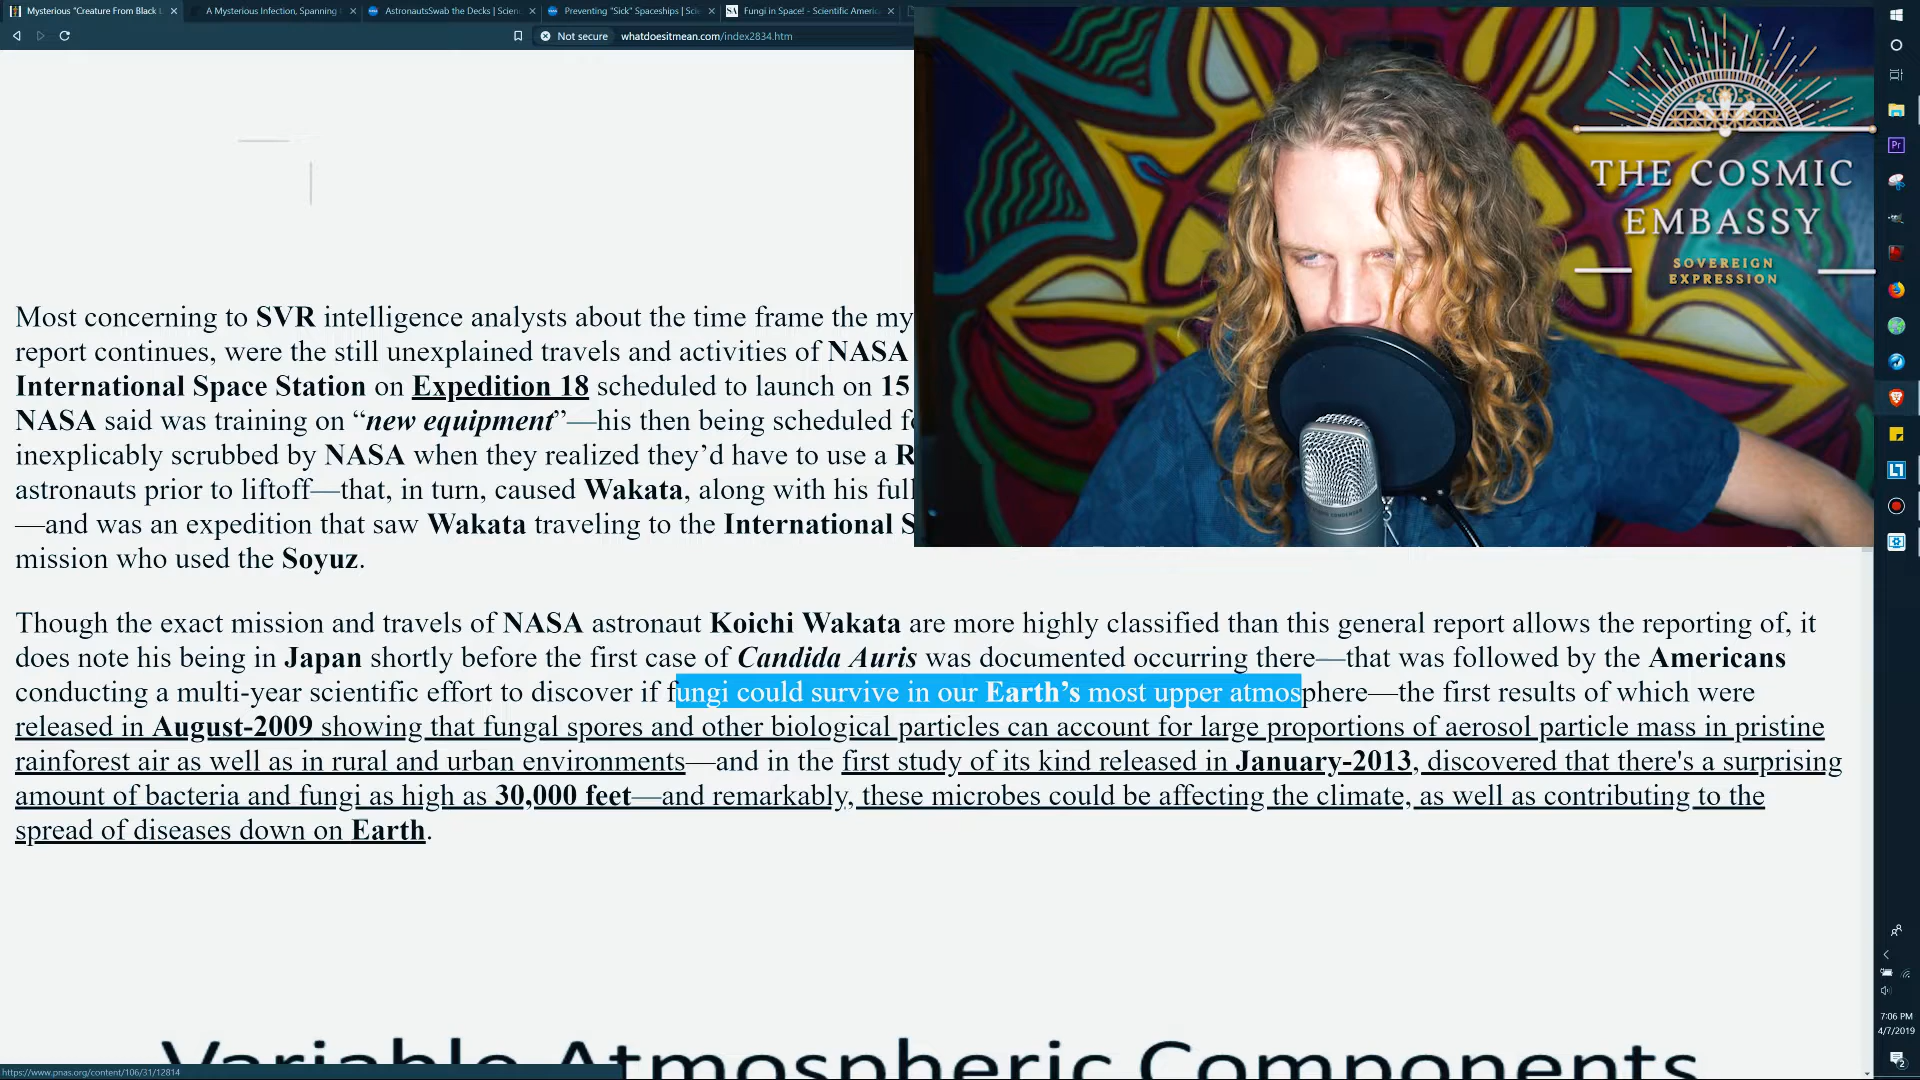 Mysterious "Creature From Black L
A Mysterious Infection, Spanning
AstronautsSwab the Decks | Scien
Preventing "Sick" Spaceships | Sci
SA Fungi in Space! - Scientific Americ
Not secure whatdoesitmean.com/index2834.htm
THE COSMIC
EMBASSY
SOVEREIGN
EXPRESSION
Most concerning to SVR intelligence analysts about the time frame the my
report continues, were the still unexplained travels and activities of NASA
International Space Station on Expedition 18 scheduled to launch on 15
NASA said was training on “new equipment”—his then being scheduled fo
inexplicably scrubbed by NASA when they realized they’d have to use a R
astronauts prior to liftoff—that, in turn, caused Wakata, along with his full
—and was an expedition that saw Wakata traveling to the International S
mission who used the Soyuz.
Though the exact mission and travels of NASA astronaut Koichi Wakata are more highly classified than this general report allows the reporting of, it
does note his being in Japan shortly before the first case of Candida Auris was documented occurring there—that was followed by the Americans
conducting a multi-year scientific effort to discover if fungi could survive in our Earth’s most upper atmosphere—the first results of which were
released in August-2009 showing that fungal spores and other biological particles can account for large proportions of aerosol particle mass in pristine
rainforest air as well as in rural and urban environments—and in the first study of its kind released in January-2013, discovered that there's a surprising
amount of bacteria and fungi as high as 30,000 feet—and remarkably, these microbes could be affecting the climate, as well as contributing to the
spread of diseases down on Earth.
Variable Atmospheric Components
https://www.pnas.org/content/106/31/12814
Pr
7:06 PM
4/7/2019
2